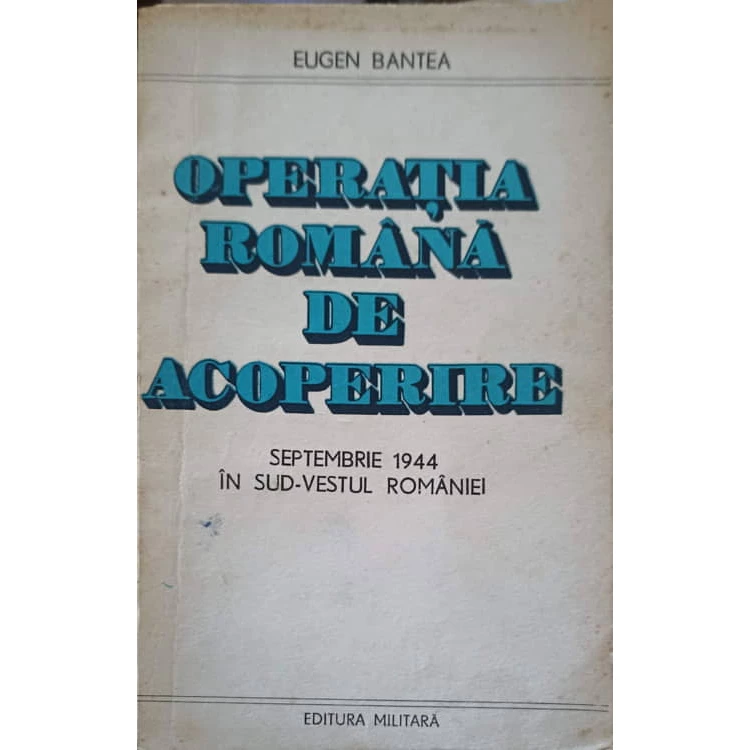 EUGEN BANTEA
OPERAȚIA
ROMÂNĂ
DE
ACOPERIRE
SEPTEMBRIE 1944
ÎN SUD-VESTUL ROMÂNIEI
EDITURA MILITARĂ